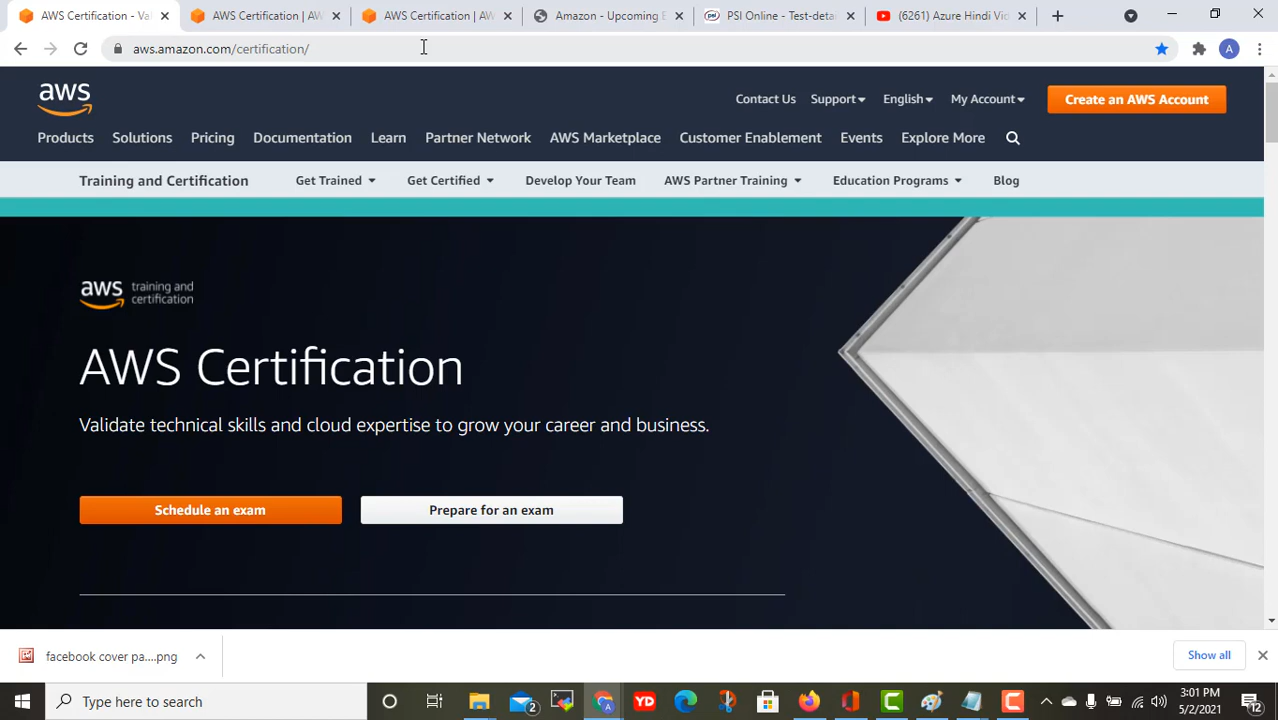 AWS Certification - Va
AWS Certification | AW
AWS Certification | AW
Amazon - Upcoming E
PSI Online - Test-detai
(6261) Azure Hindi Vid
aws.amazon.com/certification/
A
aws
Contact Us
Support
English
My Account
Create an AWS Account
Products
Solutions
Pricing
Documentation
Learn
Partner Network
AWS Marketplace
Customer Enablement
Events
Explore More
Training and Certification
Get Trained
Get Certified
Develop Your Team
AWS Partner Training
Education Programs
Blog
aws training and
certification
AWS Certification
Validate technical skills and cloud expertise to grow your career and business.
Schedule an exam
Prepare for an exam
facebook cover pa....png
Show all
Type here to search
2
A
YD
3:01 PM
5/2/2021
12